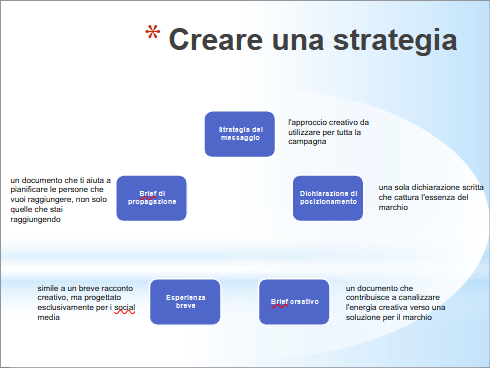 * Creare una strategia
Strategia del
messaggio
l'approccio creativo da
utilizzare per tutta la
campagna
Dichiarazione di
posizionamento
una sola dichiarazione scritta
che cattura l'essenza del
marchio
Brief creativo
un documento che
contribuisce a canalizzare
l'energia creativa verso una
soluzione per il marchio
Esperienza
breve
simile a un breve racconto
creativo, ma progettato
esclusivamente per i social
media
Brief di
propagazione
un documento che ti aiuta a
pianificare le persone che
vuoi raggiungere, non solo
quelle che stai
raggiungendo